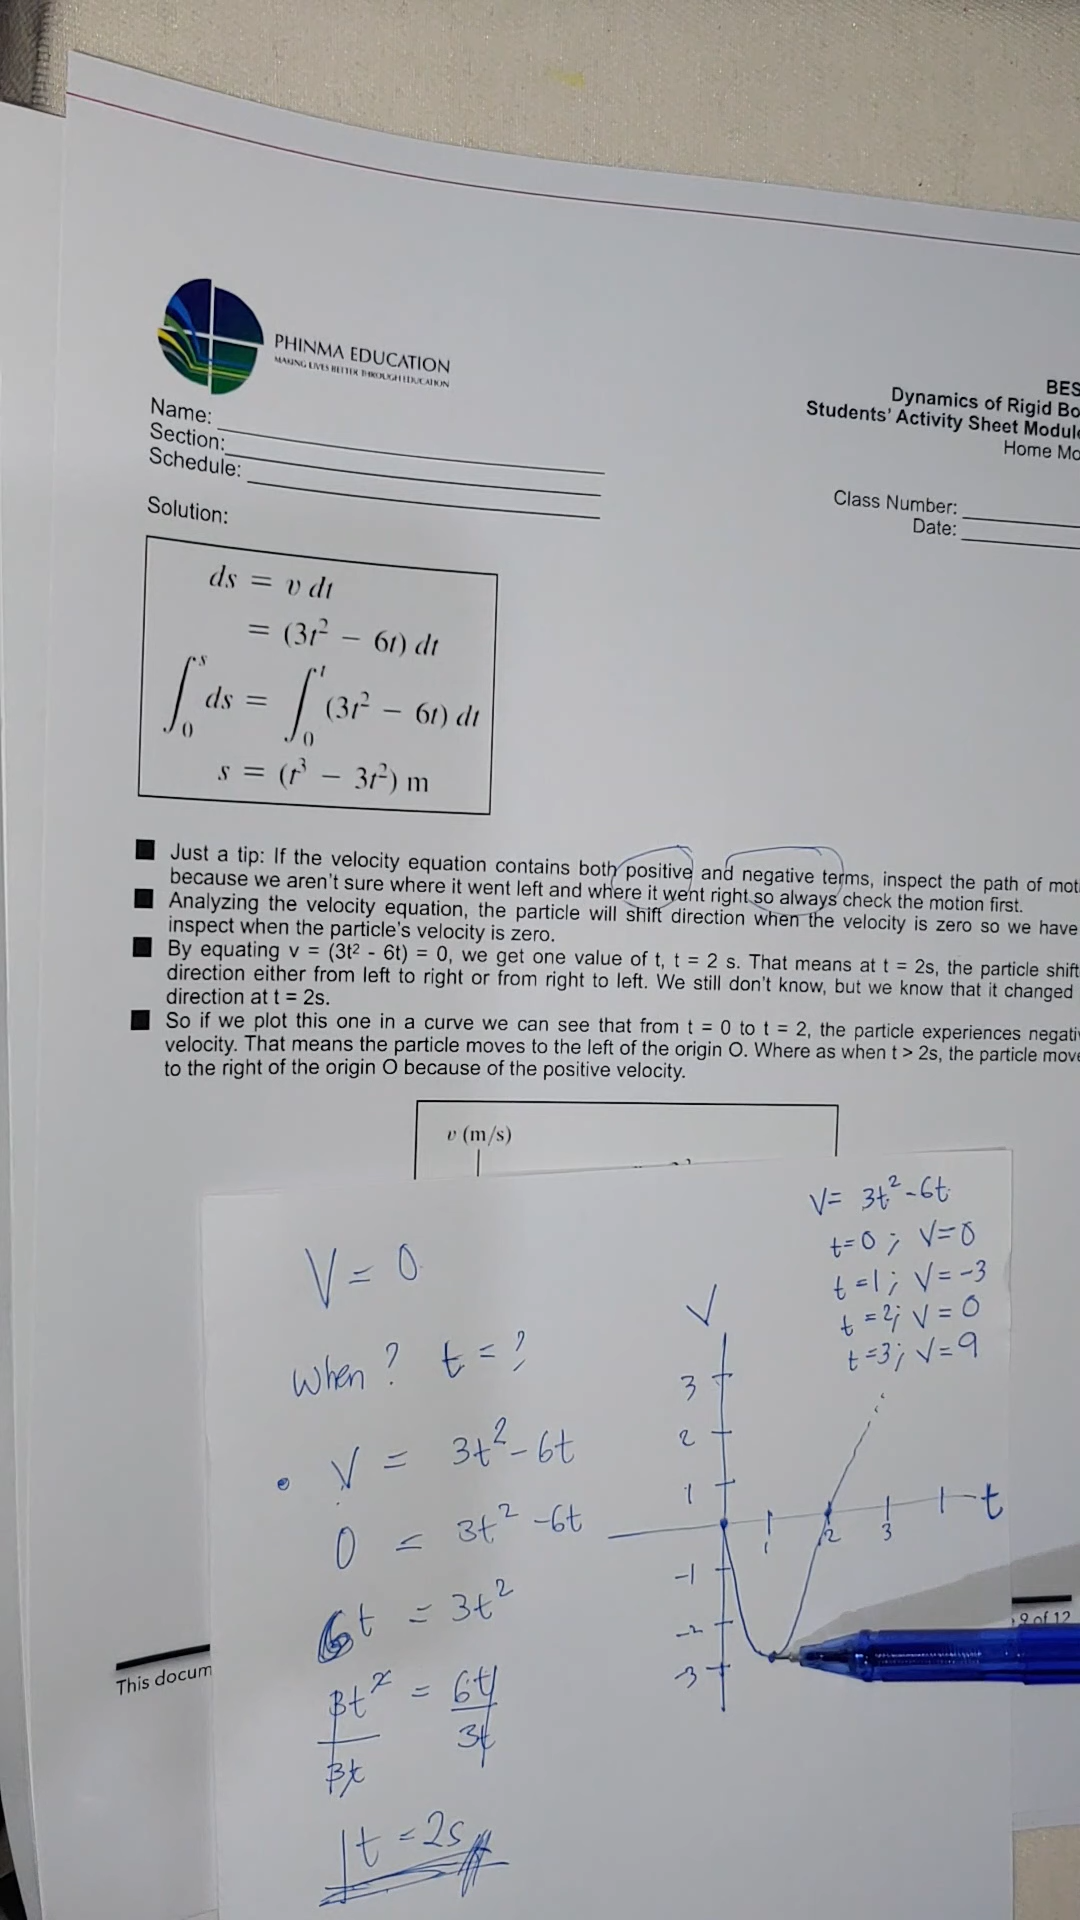 PHINMA EDUCATION
MAKING LIVES BETTER THROUGH EDUCATION
BES
Dynamics of Rigid Bo
Students' Activity Sheet Module
Home Mo
Name:
Section:
Schedule:
Class Number:
Date:
Solution:
ds = v dt
= (3t² − 6t) dt
∫₀ˢ ds = ∫₀ᵗ (3t² − 6t) dt
s = (t³ − 3t²) m
■ Just a tip: If the velocity equation contains both positive and negative terms, inspect the path of moti
because we aren't sure where it went left and where it went right so always check the motion first.
■ Analyzing the velocity equation, the particle will shift direction when the velocity is zero so we have
inspect when the particle's velocity is zero.
■ By equating v = (3t² - 6t) = 0, we get one value of t, t = 2 s. That means at t = 2s, the particle shift
direction either from left to right or from right to left. We still don't know, but we know that it changed
direction at t = 2s.
■ So if we plot this one in a curve we can see that from t = 0 to t = 2, the particle experiences negativ
velocity. That means the particle moves to the left of the origin O. Where as when t > 2s, the particle move
to the right of the origin O because of the positive velocity.
v (m/s)
V = 0
When? t = ?
• V = 3t² - 6t
0 = 3t² - 6t
6t = 3t²
3t² = 6t
3t 3t
t = 2s
V = 3t² - 6t
t=0; V=0
t=1; V=-3
t=2; V=0
t=3; V=9
V
3
2
1
-1
-2
-3
1 2 3 t
9 of 12
This docum